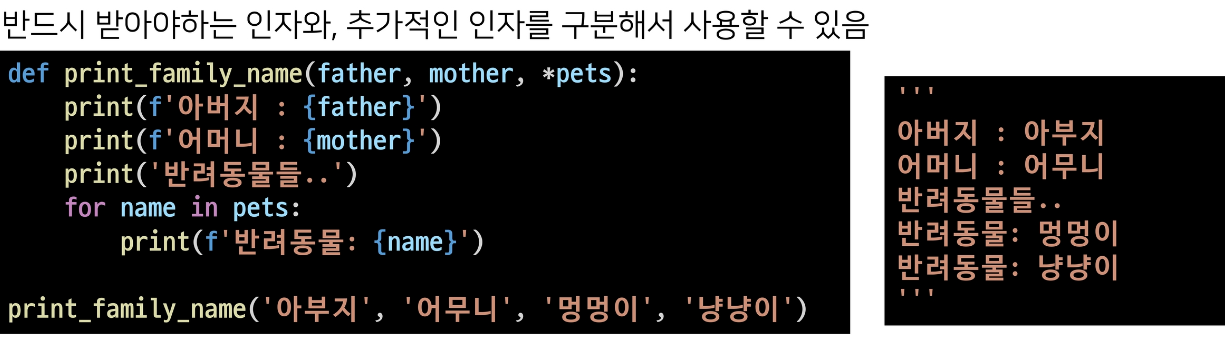 반드시 받아야하는 인자와, 추가적인 인자를 구분해서 사용할 수 있음
def print_family_name(father, mother, *pets):
    print(f'아버지 : {father}')
    print(f'어머니 : {mother}')
    print('반려동물들..')
    for name in pets:
        print(f'반려동물: {name}')

print_family_name('아부지', '어무니', '멍멍이', '냥냥이')
'''
아버지 : 아부지
어머니 : 어무니
반려동물들..
반려동물: 멍멍이
반려동물: 냥냥이
'''